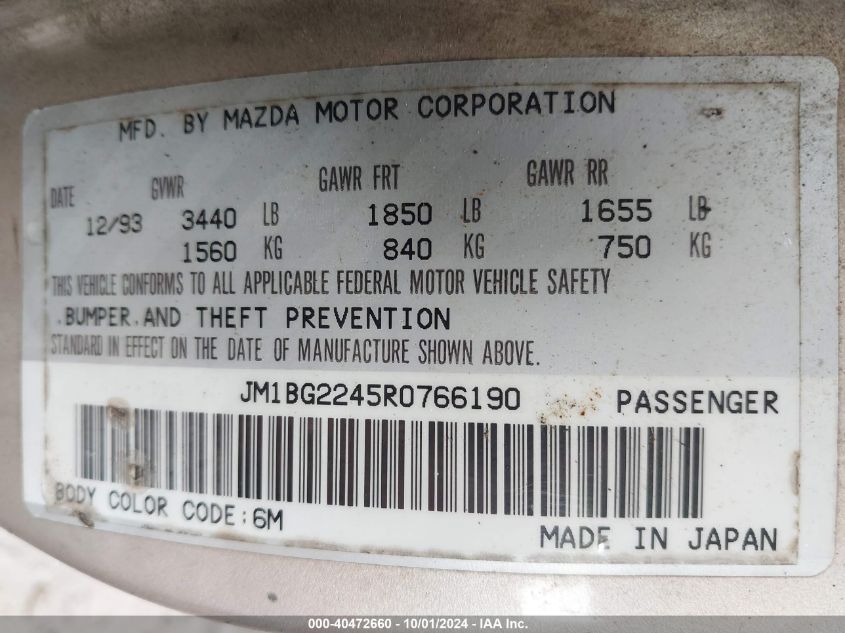 MFD. BY MAZDA MOTOR CORPORATION
DATE GVWR GAWR FRT GAWR RR
12/93 3440 LB 1850 LB 1655 LB
1560 KG 840 KG 750 KG
THIS VEHICLE CONFORMS TO ALL APPLICABLE FEDERAL MOTOR VEHICLE SAFETY
.BUMPER.AND THEFT PREVENTION
STANDARD IN EFFECT ON THE DATE OF MANUFACTURE SHOWN ABOVE.
JM1BG2245R0766190 PASSENGER
BODY COLOR CODE:6M
MADE IN JAPAN
000-40472660 - 10/01/2024 - IAA Inc.